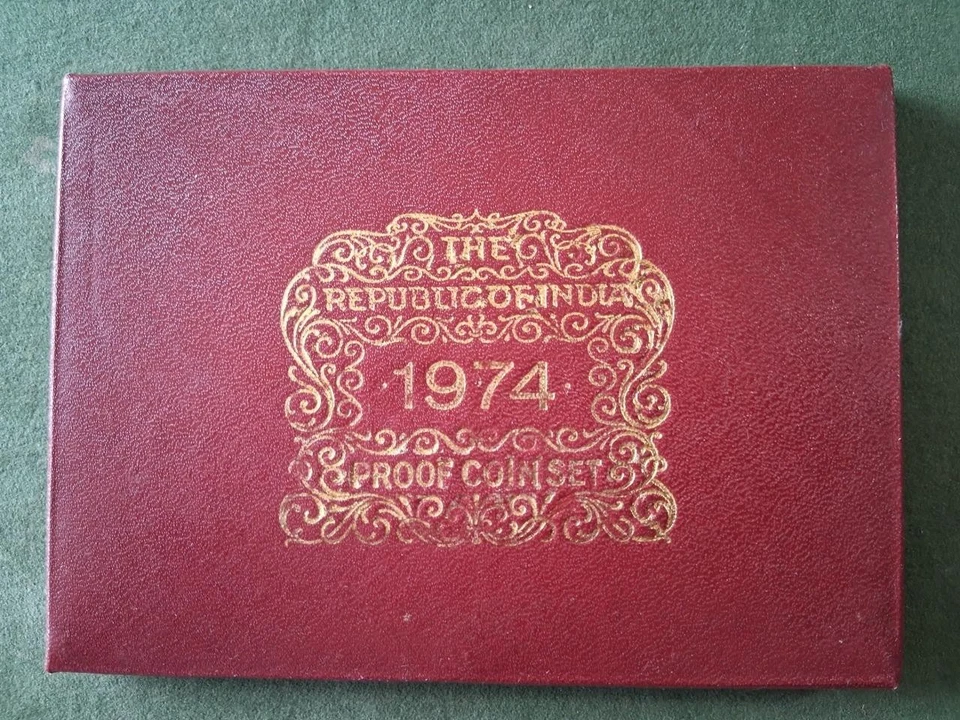 THE
REPUBLIC OF INDIA
1974
PROOF COIN SET